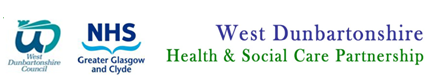 West
Dunbartonshire
Council
NHS
Greater Glasgow
and Clyde
West Dunbartonshire
Health & Social Care Partnership